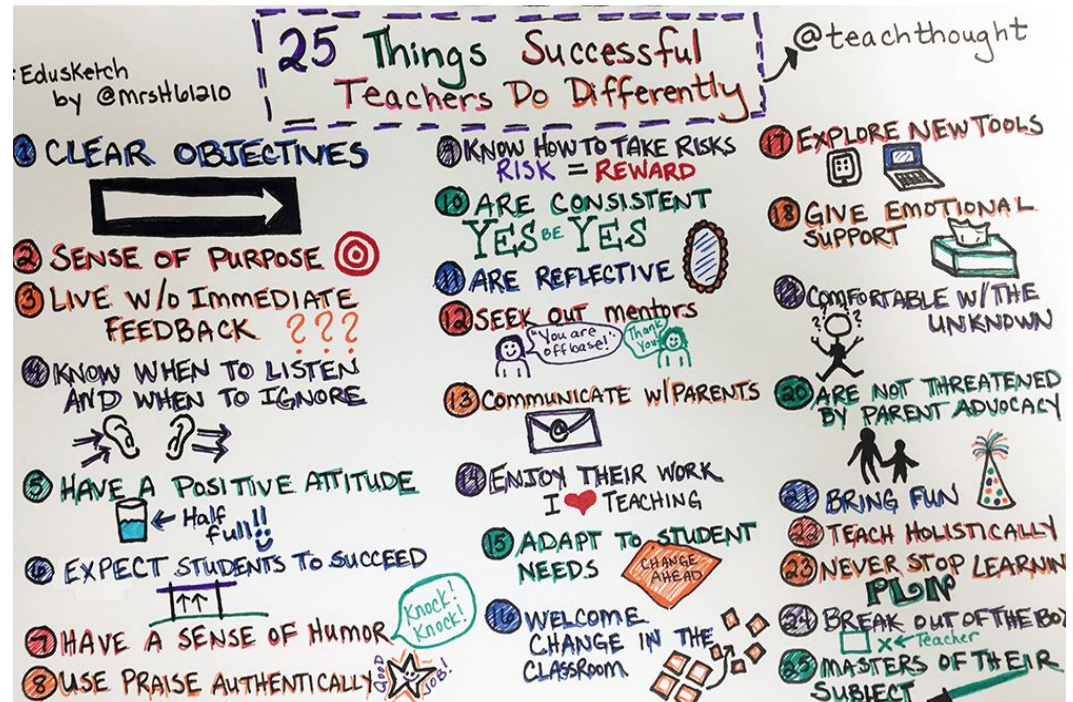 25 Things Successful
Teachers Do Differently
@teachthought
Edusketch
by @mrsH61210
1 CLEAR OBJECTIVES
2 SENSE OF PURPOSE
3 LIVE W/o Immediate
FEEDBACK ???
4 KNOW WHEN TO LISTEN
AND WHEN TO IGNORE
5 HAVE A POSITIVE ATTITUDE
Half
full!!
6 EXPECT STUDENTS TO SUCCEED
7 HAVE A SENSE OF HUMOR
Knock!
Knock!
8 USE PRAISE AUTHENTICALLY
GOOD
JOB!
9 KNOW HOW TO TAKE RISKS
RISK = REWARD
10 ARE CONSISTENT
YES BE YES
11 ARE REFLECTIVE
12 SEEK OUT mentors
"You are
off base!"
Thank
You!
13 Communicate w/PARENTS
@
14 ENJOY THEIR WORK
I ❤ TEACHING
15 ADAPT TO STUDENT
NEEDS
CHANGE
AHEAD
16 WELCOME
CHANGE IN THE
CLASSROOM
17 EXPLORE NEW TOOLS
18 GIVE EMOTIONAL
SUPPORT
19 COMFORTABLE W/THE
UNKNOWN
? ?
20 ARE NOT THREATENED
BY PARENT ADVOCACY
21 BRING FUN
22 TEACH HOLISTICALLY
23 NEVER STOP LEARNIN
PLN
24 BREAK OUT OF THE BOX
x ← Teacher
25 MASTERS OF THEIR
SUBJECT